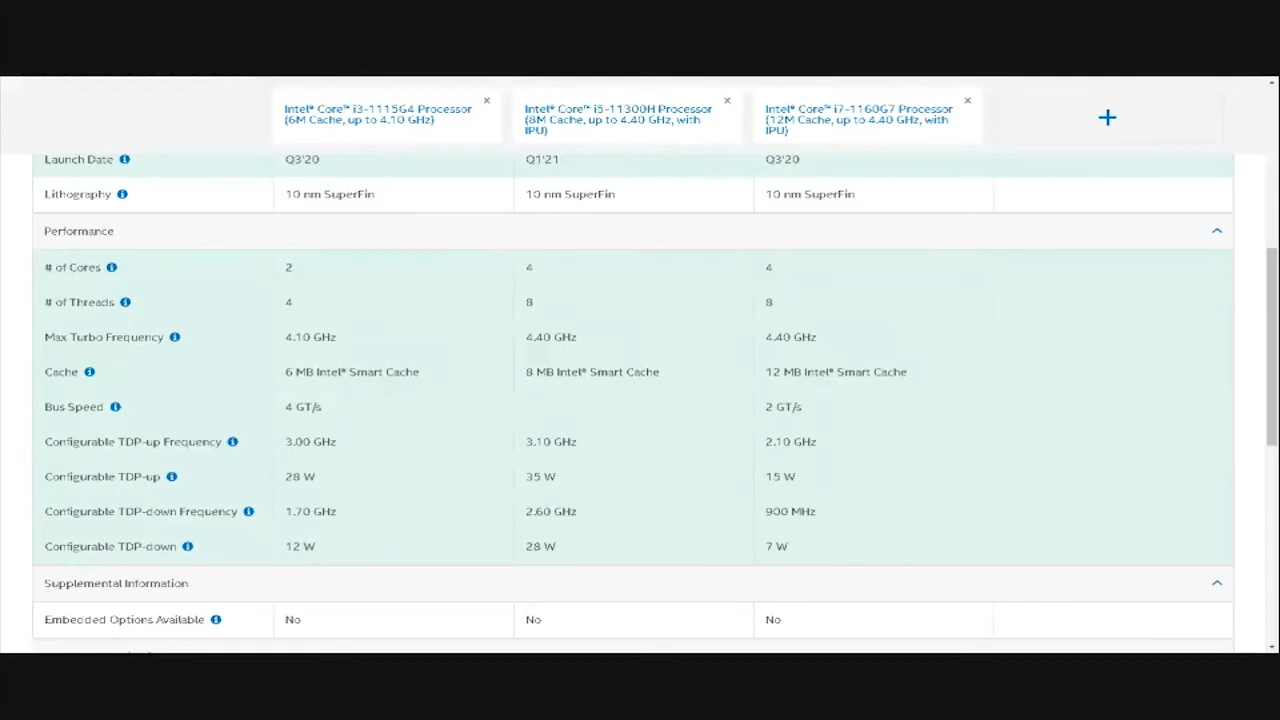 Intel® Core™ i3-1115G4 Processor
(6M Cache, up to 4.10 GHz)
Intel® Core™ i5-11300H Processor
(8M Cache, up to 4.40 GHz, with
IPU)
Intel® Core™ i7-1160G7 Processor
(12M Cache, up to 4.40 GHz, with
IPU)
Launch Date Q3'20 Q1'21 Q3'20
Lithography 10 nm SuperFin 10 nm SuperFin 10 nm SuperFin
Performance
# of Cores 2 4 4
# of Threads 4 8 8
Max Turbo Frequency 4.10 GHz 4.40 GHz 4.40 GHz
Cache 6 MB Intel® Smart Cache 8 MB Intel® Smart Cache 12 MB Intel® Smart Cache
Bus Speed 4 GT/s 2 GT/s
Configurable TDP-up Frequency 3.00 GHz 3.10 GHz 2.10 GHz
Configurable TDP-up 28 W 35 W 15 W
Configurable TDP-down Frequency 1.70 GHz 2.60 GHz 900 MHz
Configurable TDP-down 12 W 28 W 7 W
Supplemental Information
Embedded Options Available No No No